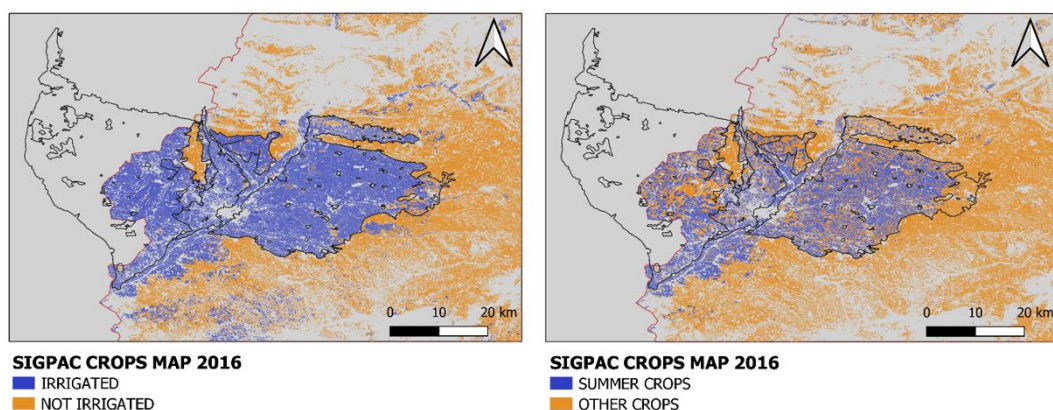 0 10 20 km
SIGPAC CROPS MAP 2016
IRRIGATED
NOT IRRIGATED
0 10 20 km
SIGPAC CROPS MAP 2016
SUMMER CROPS
OTHER CROPS